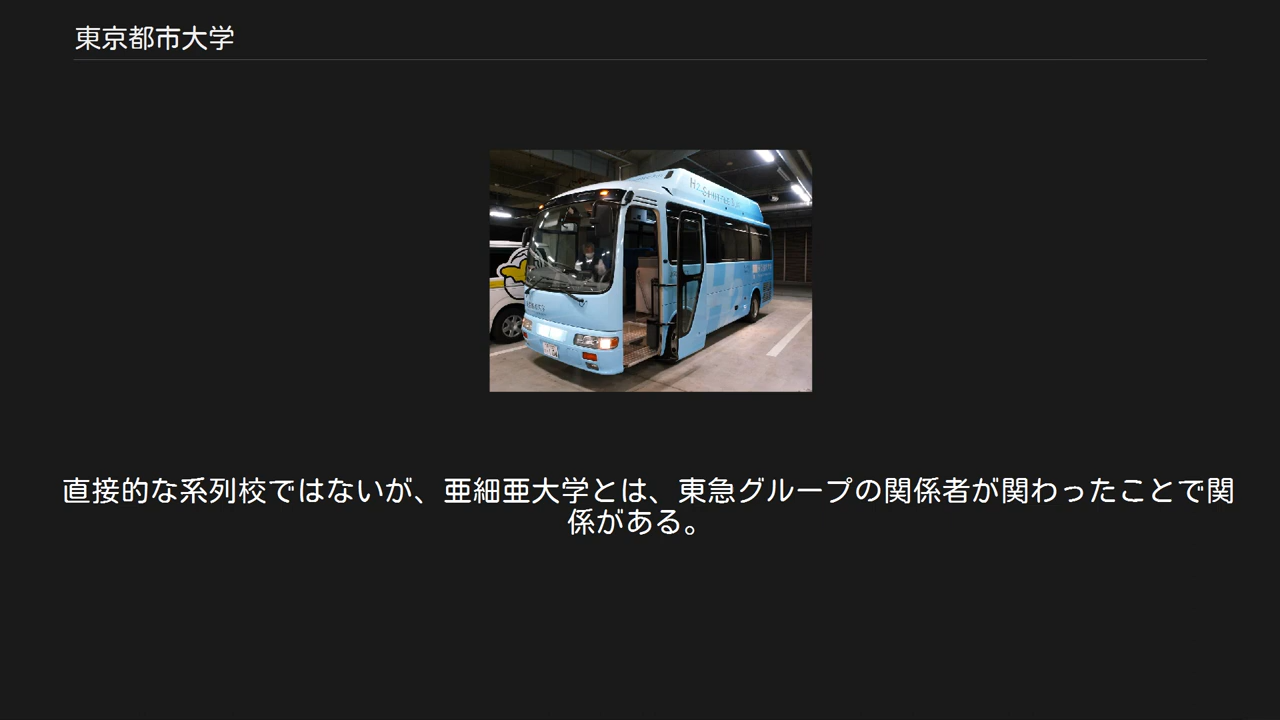 東京都市大学
直接的な系列校ではないが、亜細亜大学とは、東急グループの関係者が関わったことで関
係がある。